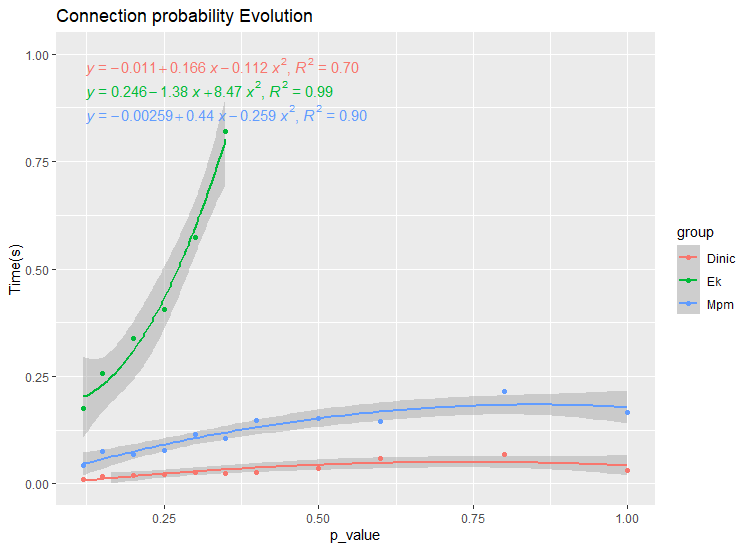 Connection probability Evolution
y = −0.011+0.166 x−0.112 x², R² = 0.70
y = 0.246−1.38 x+8.47 x², R² = 0.99
y = −0.00259+0.44 x−0.259 x², R² = 0.90
1.00
0.75
0.50
0.25
0.00
Time(s)
0.25
0.50
0.75
1.00
p_value
group
Dinic
Ek
Mpm